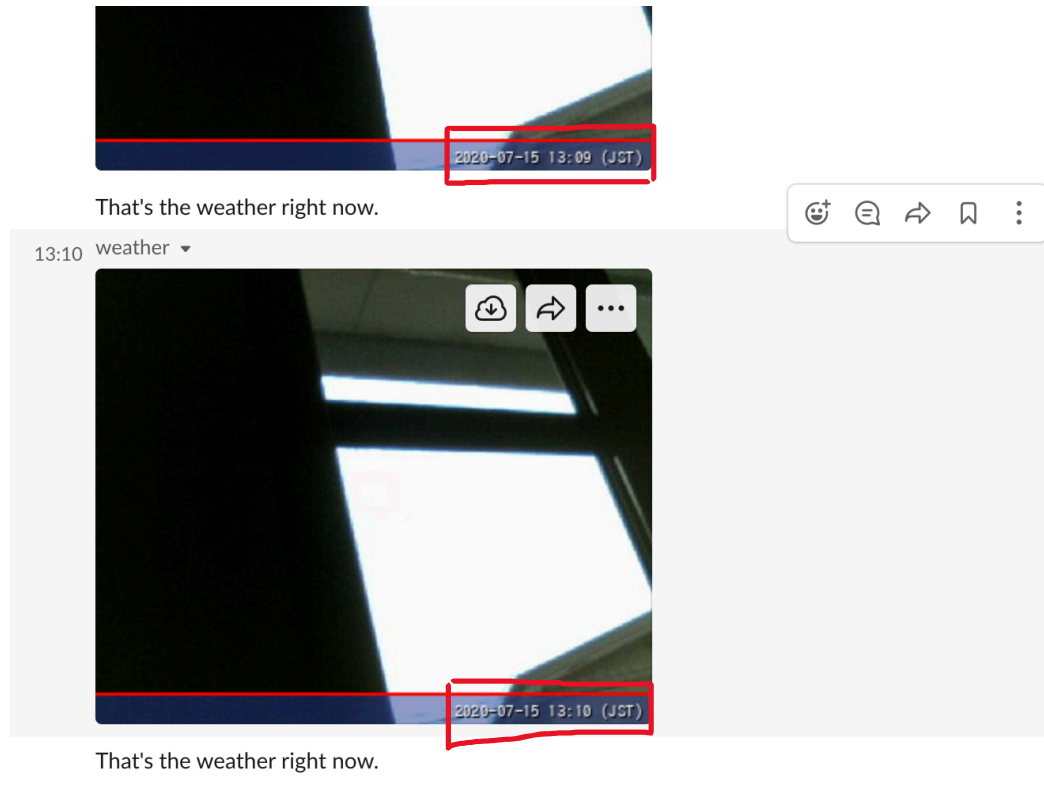 2020-07-15 13:09 (JST)
That's the weather right now.
13:10 weather
2020-07-15 13:10 (JST)
That's the weather right now.